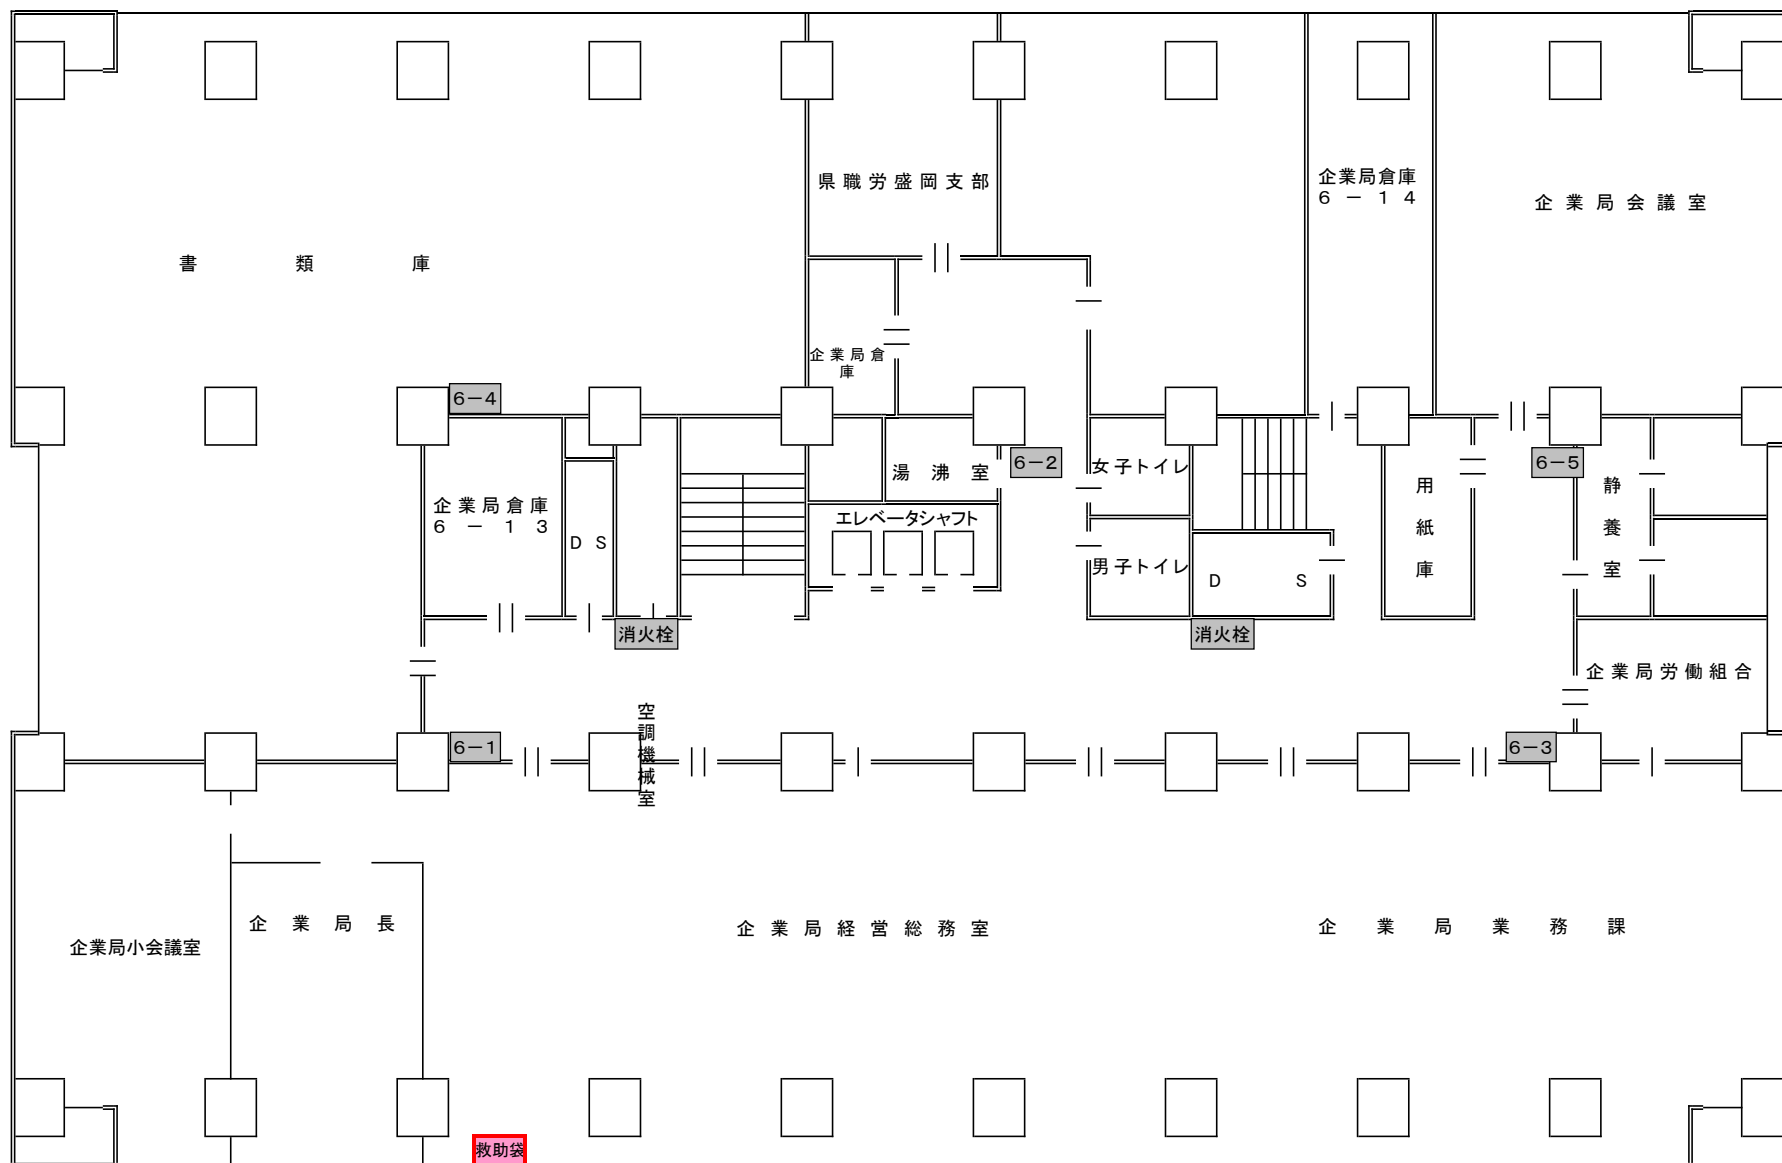 県職労盛岡支部
企業局倉庫
６－１４
企業局会議室
書類庫
企業局倉
庫
６－４
６－２
女子トイレ
６－５
湯沸室
企業局倉庫
６－１３
ＤＳ
エレベータシャフト
男子トイレ
ＤＳ
用紙庫
静養室
消火栓
消火栓
企業局労働組合
空調機械室
６－１
６－３
企業局長
企業局小会議室
企業局経営総務室
企業局業務課
救助袋